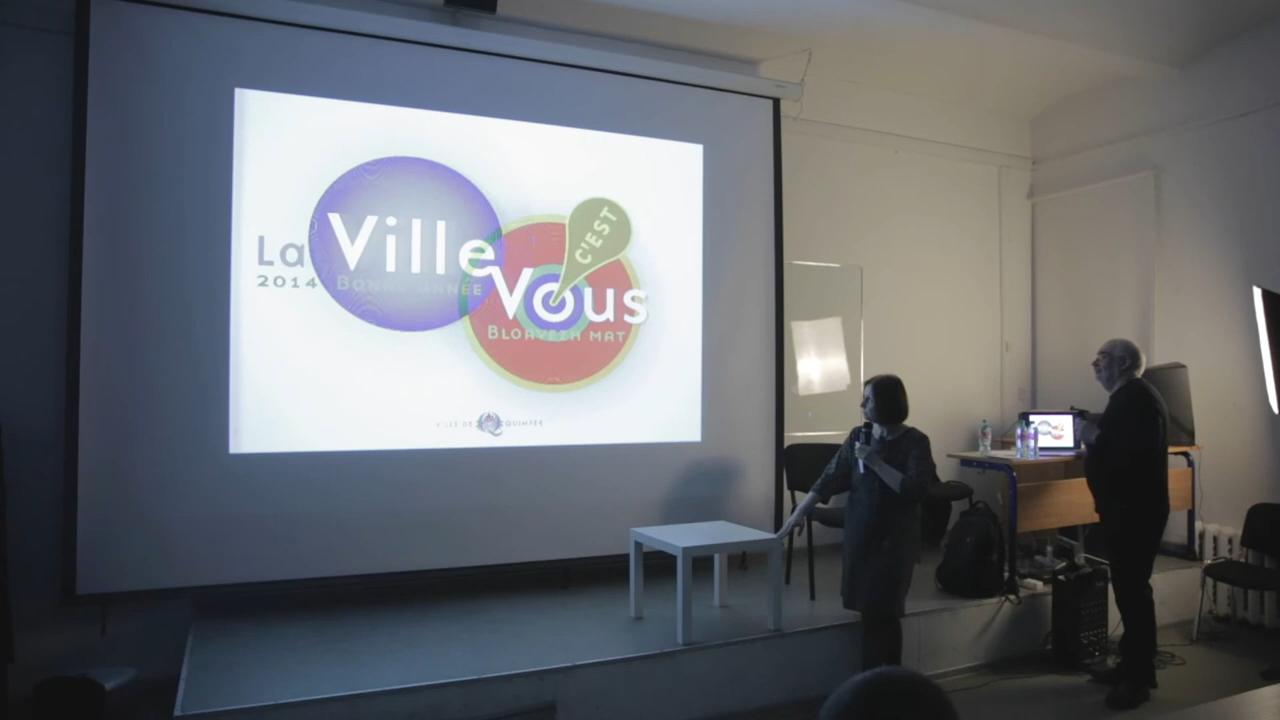 La Ville
2014 BONNE ANNÉE
C'EST
Vous
BLOAVEZH MAT
VILLE DE QUIMPER